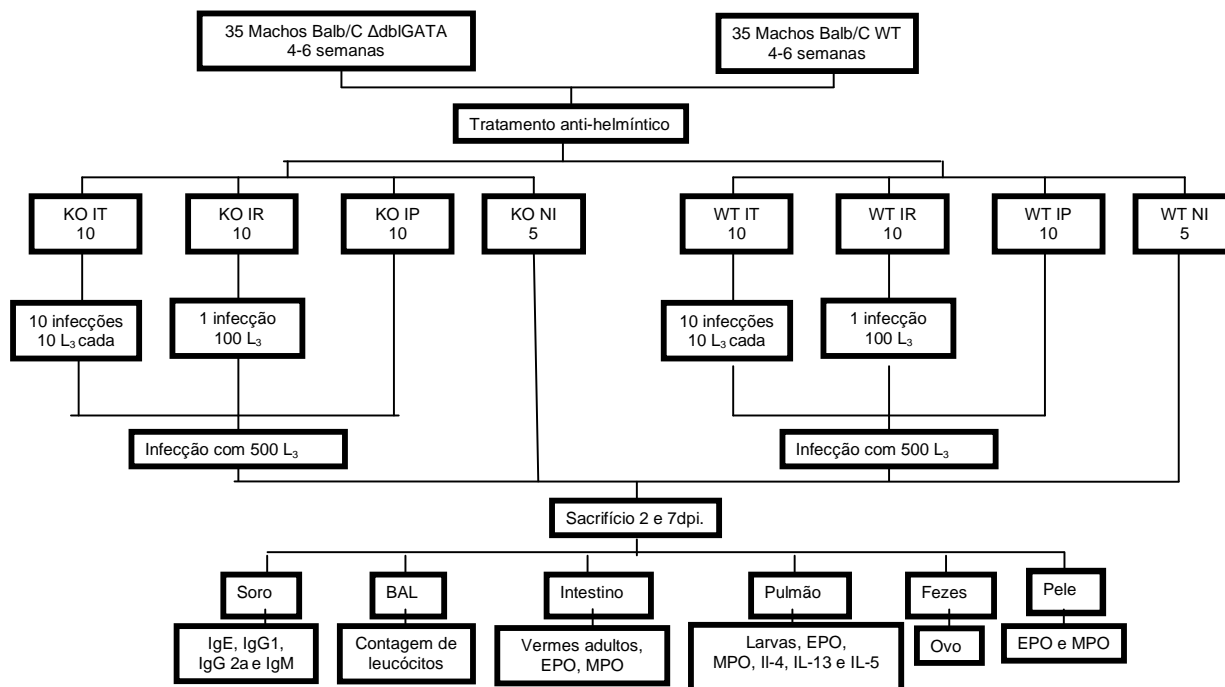 35 Machos Balb/C ΔdblGATA
4-6 semanas
35 Machos Balb/C WT
4-6 semanas
Tratamento anti-helmíntico
KO IT
10
KO IR
10
KO IP
10
KO NI
5
WT IT
10
WT IR
10
WT IP
10
WT NI
5
10 infecções
10 L₃ cada
1 infecção
100 L₃
10 infecções
10 L₃ cada
1 infecção
100 L₃
Infecção com 500 L₃
Infecção com 500 L₃
Sacrifício 2 e 7dpi.
Soro
BAL
Intestino
Pulmão
Fezes
Pele
IgE, IgG1,
IgG 2a e IgM
Contagem de
leucócitos
Vermes adultos,
EPO, MPO
Larvas, EPO,
MPO, Il-4, IL-13 e IL-5
Ovo
EPO e MPO